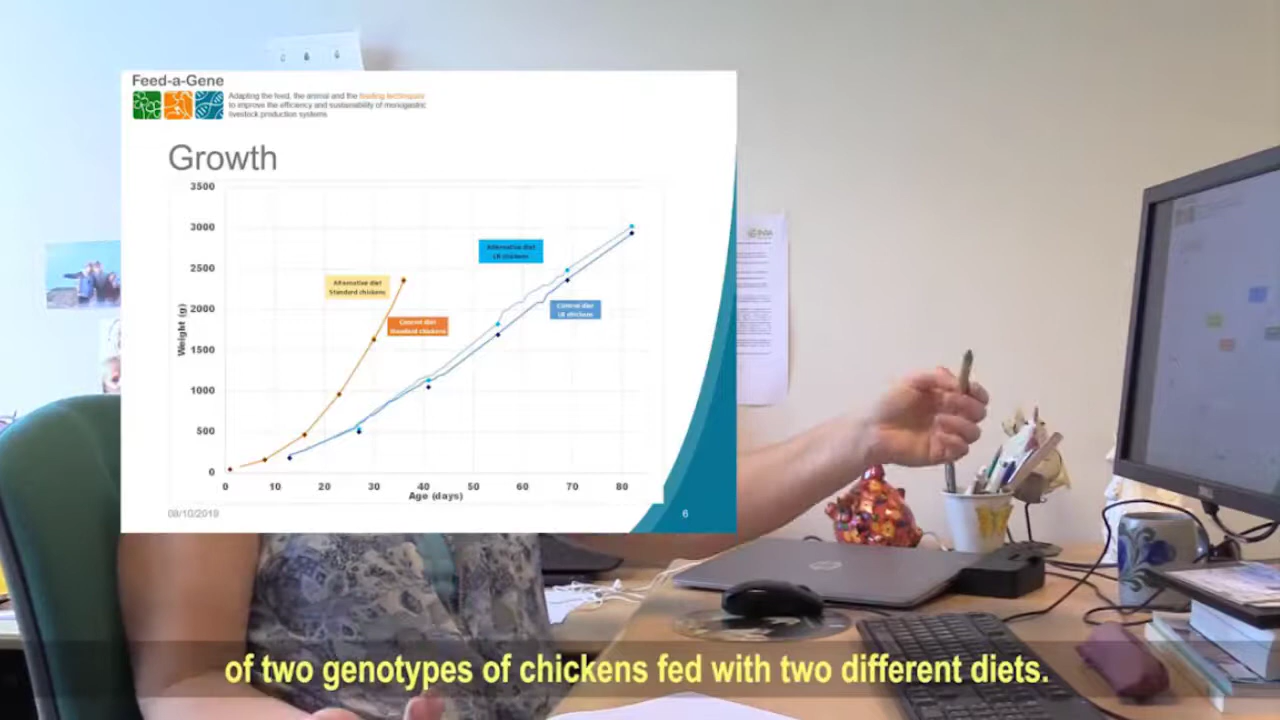 Feed-a-Gene
Adapting the feed, the animal and the feeding techniques
to improve the efficiency and sustainability of monogastric
livestock production systems
Growth
3500
3000
2500
2000
1500
1000
500
0
Weight (g)
Alternative diet
Standard chickens
Control diet
Standard chickens
Alternative diet
LR chickens
Control diet
LR chickens
0 10 20 30 40 50 60 70 80
Age (days)
08/10/2019
6
INRA
hp
of two genotypes of chickens fed with two different diets.